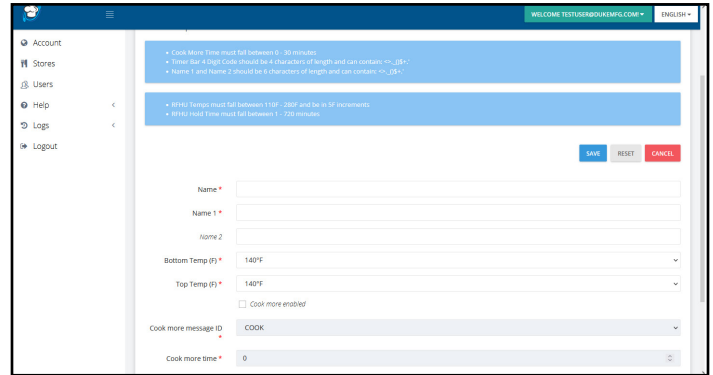 WELCOME TESTUSER@DUKEMFG.COM!
ENGLISH
Account
Stores
Users
Help
Logs
Logout
Cook More Time must fall between 0 - 30 minutes
Timer Bar 4 Digit Code should be 4 characters of length and can contain: <>-_()$+,'
Name 1 and Name 2 should be 6 characters of length and can contain: <>-_()$+,'
RFHU Temps must fall between 110F - 280F and be in 5F increments
RFHU Hold Time must fall between 1 - 720 minutes
SAVE RESET CANCEL
Name *
Name 1 *
Name 2
Bottom Temp (F) * 140°F
Top Temp (F) * 140°F
Cook more enabled
Cook more message ID * COOK
Cook more time * 0